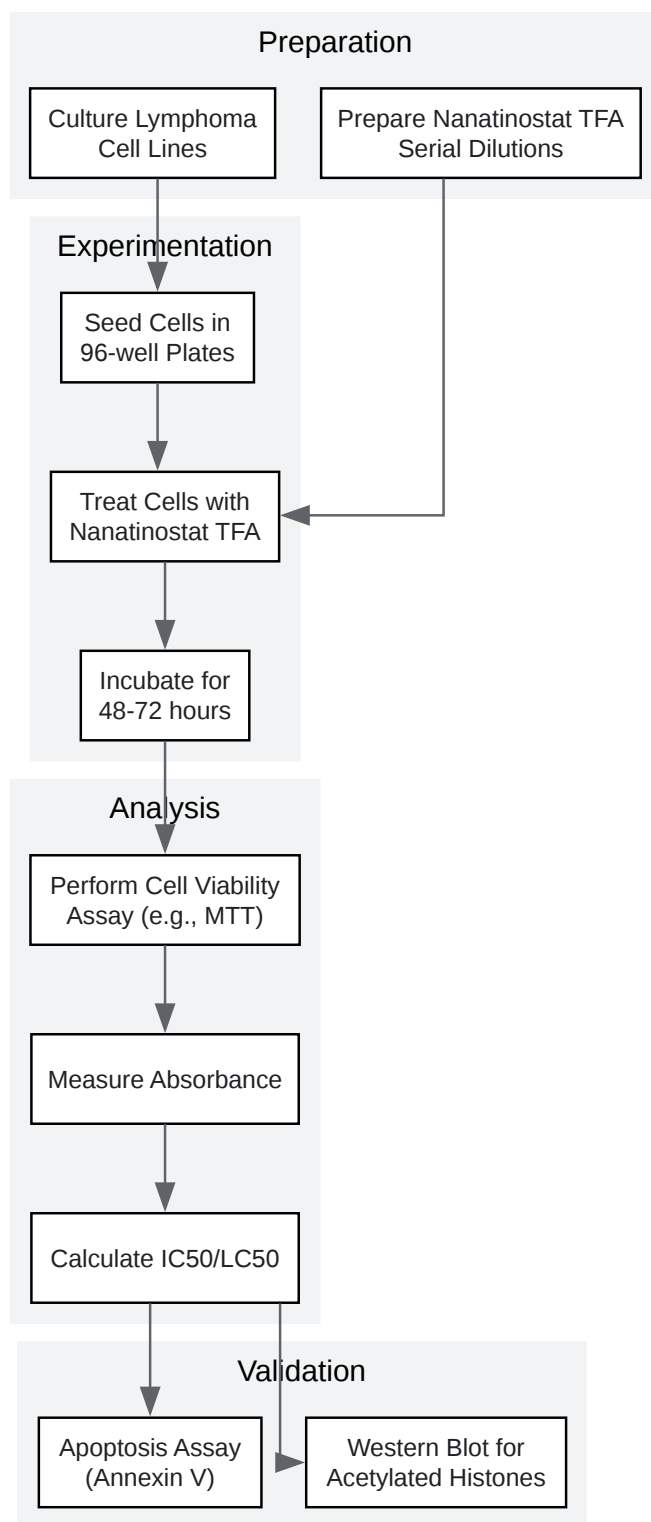 Preparation
Culture Lymphoma
Cell Lines
Prepare Nanatinostat TFA
Serial Dilutions
Experimentation
Seed Cells in
96-well Plates
Treat Cells with
Nanatinostat TFA
Incubate for
48-72 hours
Analysis
Perform Cell Viability
Assay (e.g., MTT)
Measure Absorbance
Calculate IC50/LC50
Validation
Apoptosis Assay
(Annexin V)
Western Blot for
Acetylated Histones